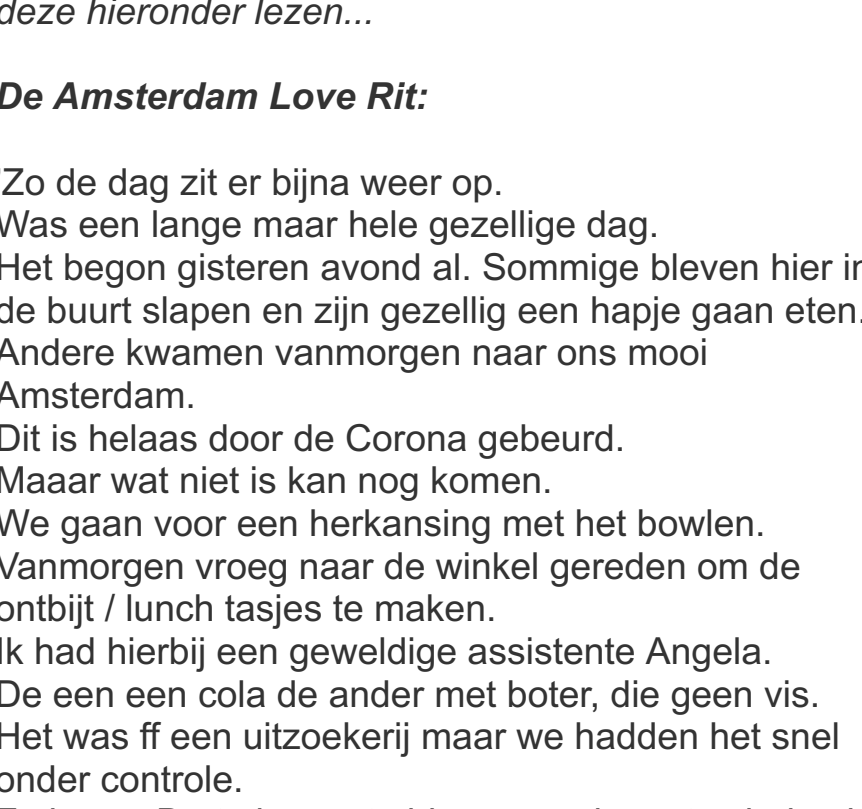 deze hieronder lezen...
De Amsterdam Love Rit:
'Zo de dag zit er bijna weer op.
Was een lange maar hele gezellige dag.
Het begon gisteren avond al. Sommige bleven hier in
de buurt slapen en zijn gezellig een hapje gaan eten.
Andere kwamen vanmorgen naar ons mooi
Amsterdam.
Dit is helaas door de Corona gebeurd.
Maaar wat niet is kan nog komen.
We gaan voor een herkansing met het bowlen.
Vanmorgen vroeg naar de winkel gereden om de
ontbijt / lunch tasjes te maken.
Ik had hierbij een geweldige assistente Angela.
De een een cola de ander met boter, die geen vis.
Het was ff een uitzoekerij maar we hadden het snel
onder controle.